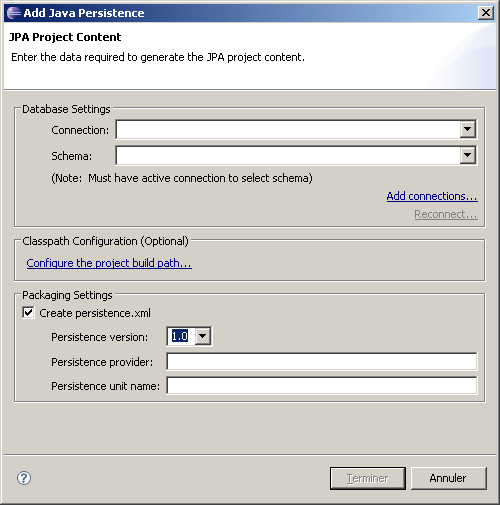 Add Java Persistence
JPA Project Content
Enter the data required to generate the JPA project content.
Database Settings
Connection:
Schema:
(Note: Must have active connection to select schema)
Add connections...
Reconnect...
Classpath Configuration (Optional)
Configure the project build path...
Packaging Settings
Create persistence.xml
Persistence version: 1.0
Persistence provider:
Persistence unit name:
? Terminer Annuler